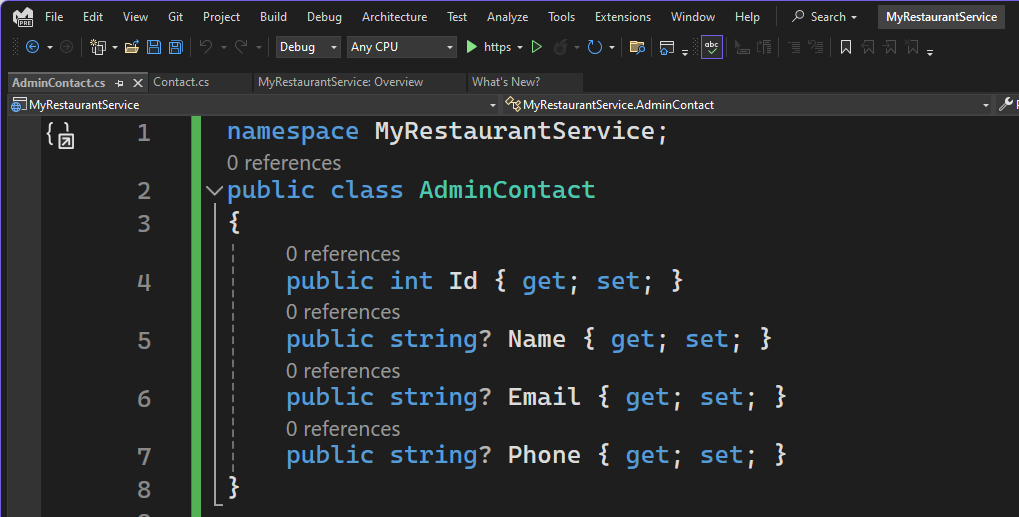 File Edit View Git Project Build Debug Architecture Test Analyze Tools Extensions Window Help Search MyRestaurantService
PRE
Debug Any CPU https abc
AdminContact.cs Contact.cs MyRestaurantService: Overview What's New?
MyRestaurantService MyRestaurantService.AdminContact
1 namespace MyRestaurantService;
0 references
2 public class AdminContact
3 {
0 references
4 public int Id { get; set; }
0 references
5 public string? Name { get; set; }
0 references
6 public string? Email { get; set; }
0 references
7 public string? Phone { get; set; }
8 }